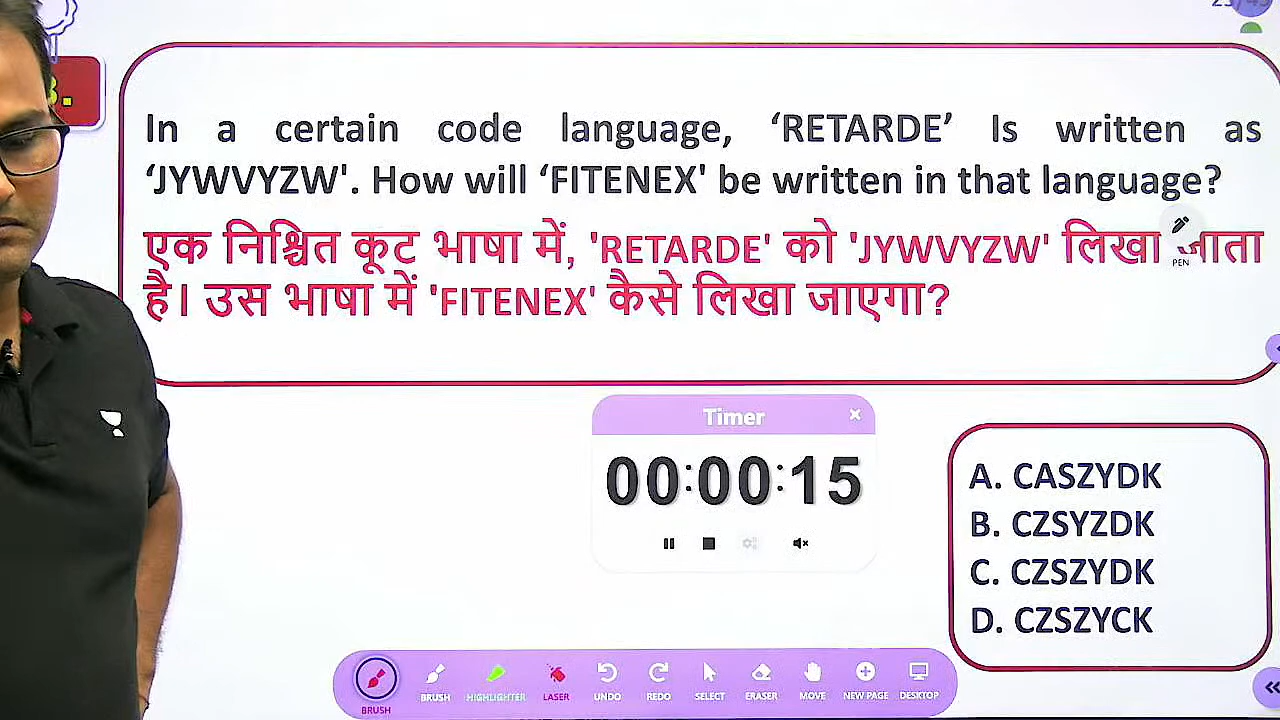 3.
In a certain code language, ‘RETARDE’ Is written as
‘JYWVYZW'. How will ‘FITENEX' be written in that language?
एक निश्चित कूट भाषा में, 'RETARDE' को 'JYWVYZW' लिखा जाता
है। उस भाषा में 'FITENEX' कैसे लिखा जाएगा?
PEN
Timer
00:00:15
A. CASZYDK
B. CZSYZDK
C. CZSZYDK
D. CZSZYCK
BRUSH BRUSH HIGHLIGHTER LASER UNDO REDO SELECT ERASER MOVE NEW PAGE DESKTOP